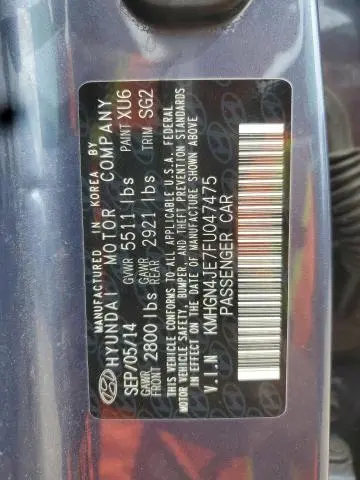 MANUFACTURED IN KOREA BY
HYUNDAI MOTOR COMPANY
SEP/05/14 GVWR 5511 lbs PAINT XU6
GAWR FRONT 2800 lbs GAWR REAR 2921 lbs TRIM SG2
THIS VEHICLE CONFORMS TO ALL APPLICABLE U.S.A. FEDERAL
MOTOR VEHICLE SAFETY, BUMPER, AND THEFT PREVENTION STANDARDS
IN EFFECT ON THE DATE OF MANUFACTURE SHOWN ABOVE.
V.I.N KMHGN4JE7FU047475
PASSENGER CAR